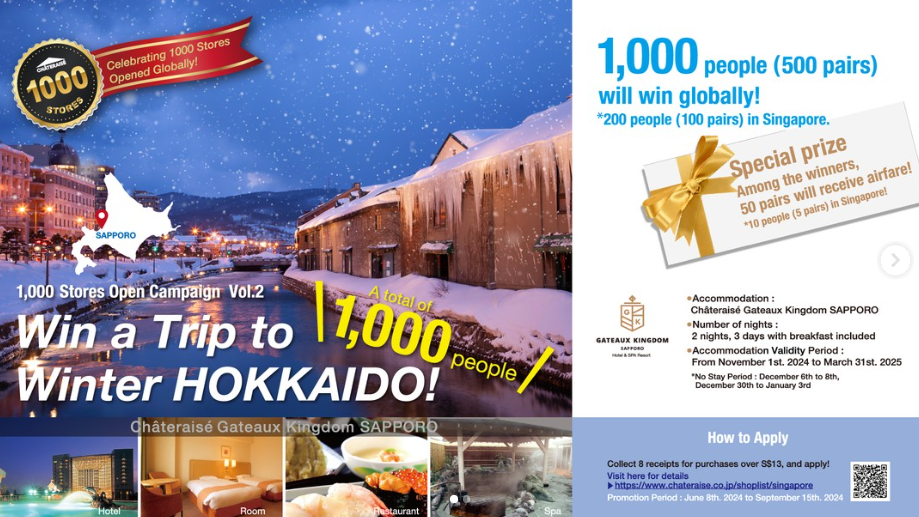 CHÂTERAISÉ
1000
STORES
Celebrating 1000 Stores
Opened Globally!
SAPPORO
1,000 Stores Open Campaign Vol.2
Win a Trip to
Winter HOKKAIDO!
A total of
1,000
people
Châteraisé Gateaux Kingdom SAPPORO
Hotel
Room
Restaurant
Spa
1,000 people (500 pairs)
will win globally!
*200 people (100 pairs) in Singapore.
Special prize
Among the winners,
50 pairs will receive airfare!
*10 people (5 pairs) in Singapore!
G K
GATEAUX KINGDOM
SAPPORO
Hotel & SPA Resort
●Accommodation :
Châteraisé Gateaux Kingdom SAPPORO
●Number of nights :
2 nights, 3 days with breakfast included
●Accommodation Validity Period :
From November 1st. 2024 to March 31st. 2025
*No Stay Period : December 6th to 8th,
December 30th to January 3rd
How to Apply
Collect 8 receipts for purchases over S$13, and apply!
Visit here for details
▶https://www.chateraise.co.jp/shoplist/singapore
Promotion Period : June 8th. 2024 to September 15th. 2024